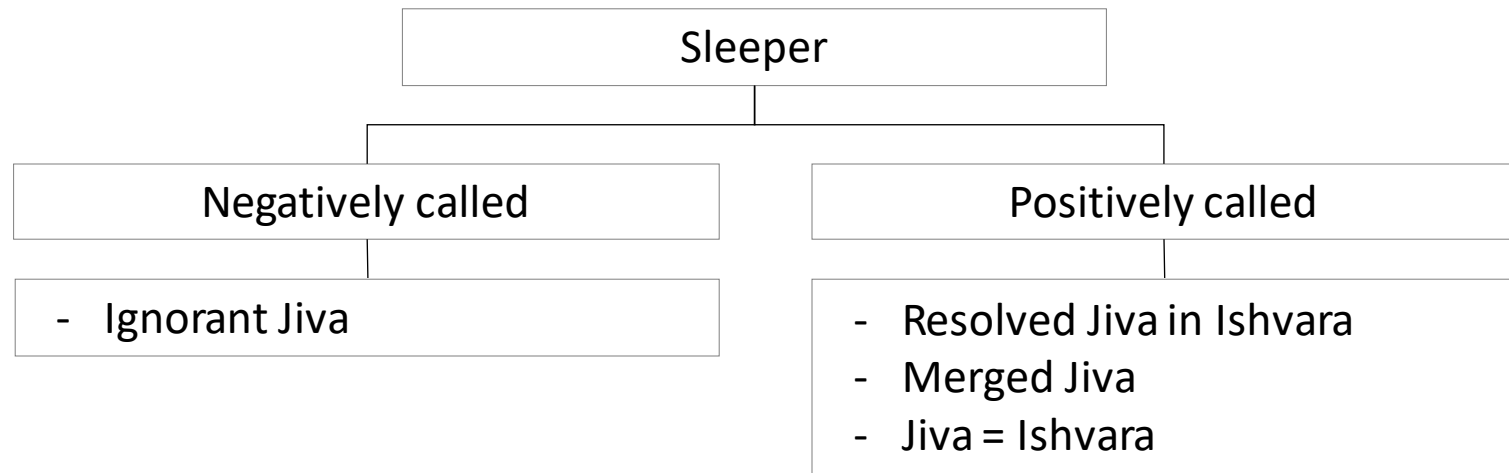 Sleeper
Negatively called
Positively called
- Ignorant Jiva
- Resolved Jiva in Ishvara
- Merged Jiva
- Jiva = Ishvara